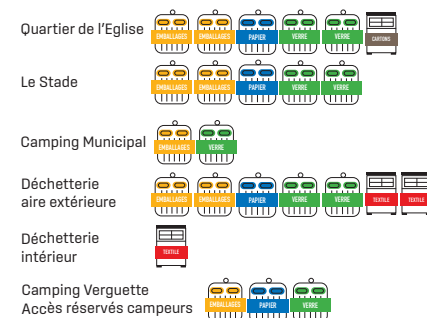 Quartier de l'Eglise
EMBALLAGES EMBALLAGES PAPIER VERRE VERRE CARTONS
Le Stade
EMBALLAGES EMBALLAGES PAPIER VERRE VERRE
Camping Municipal
EMBALLAGES VERRE
Déchetterie
aire extérieure
EMBALLAGES EMBALLAGES PAPIER VERRE VERRE TEXTILE TEXTILE
Déchetterie
intérieur
TEXTILE
Camping Verguette
Accès réservés campeurs
EMBALLAGES PAPIER VERRE